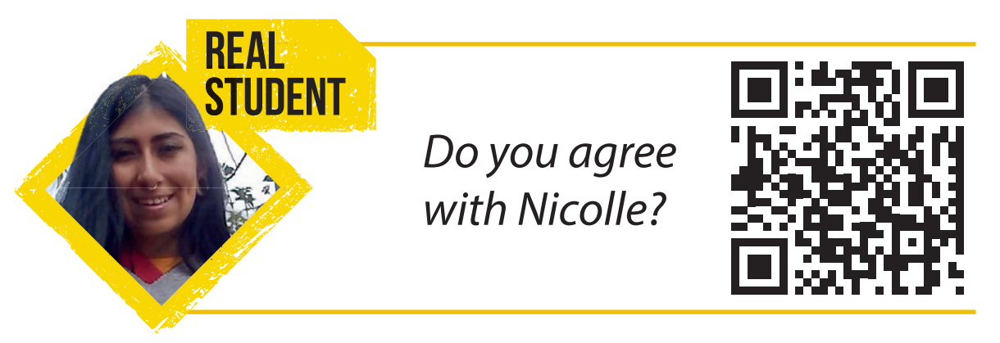 REAL
STUDENT
Do you agree
with Nicolle?